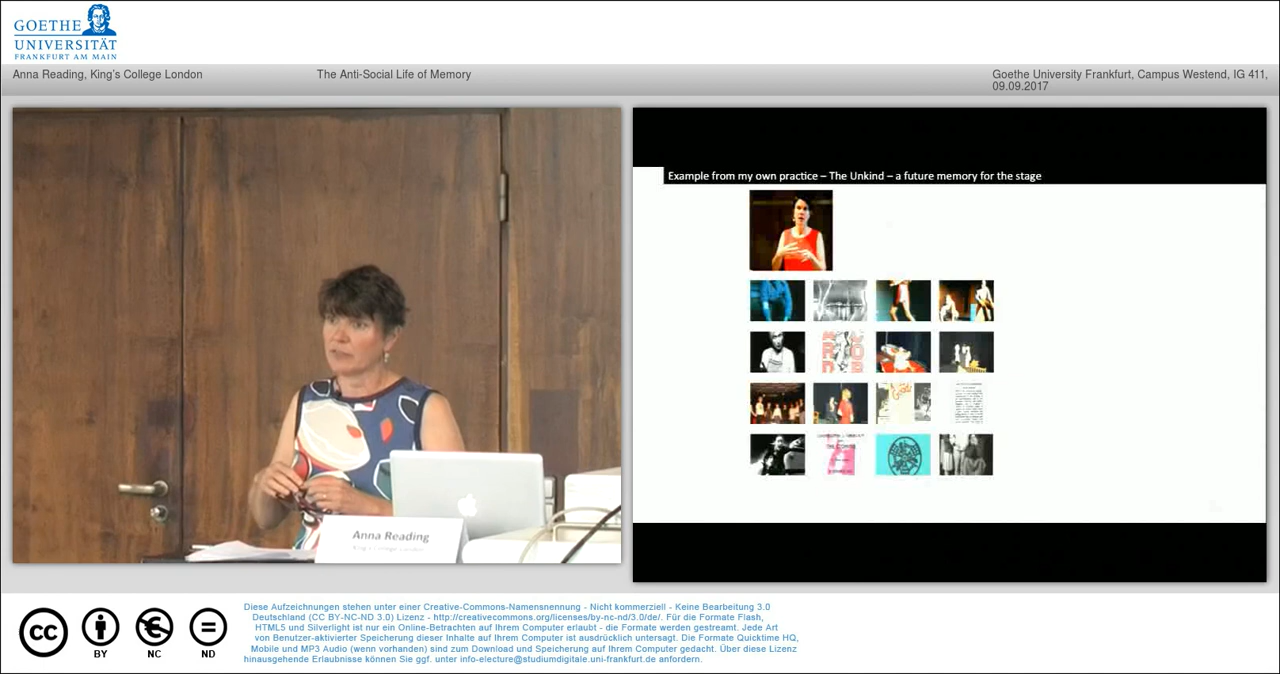 GOETHE
UNIVERSITÄT
FRANKFURT AM MAIN
Anna Reading, King's College London
The Anti-Social Life of Memory
Goethe University Frankfurt, Campus Westend, IG 411,
09.09.2017
Example from my own practice – The Unkind – a future memory for the stage
Anna Reading
King's College London
cc
BY
NC
ND
Diese Aufzeichnungen stehen unter einer Creative-Commons-Namensnennung - Nicht kommerziell - Keine Bearbeitung 3.0
Deutschland (CC BY-NC-ND 3.0) Lizenz - http://creativecommons.org/licenses/by-nc-nd/3.0/de/. Für die Formate Flash,
HTML5 und Silverlight ist nur ein Online-Betrachten auf Ihrem Computer erlaubt - die Formate werden gestreamt. Jede Art
von Benutzer-aktivierter Speicherung dieser Inhalte auf Ihrem Computer ist ausdrücklich untersagt. Die Formate Quicktime HQ,
Mobile und MP3 Audio (wenn vorhanden) sind zum Download und Speicherung auf Ihrem Computer gedacht. Über diese Lizenz
hinausgehende Erlaubnisse können Sie ggf. unter info-electure@studiumdigitale.uni-frankfurt.de anfordern.